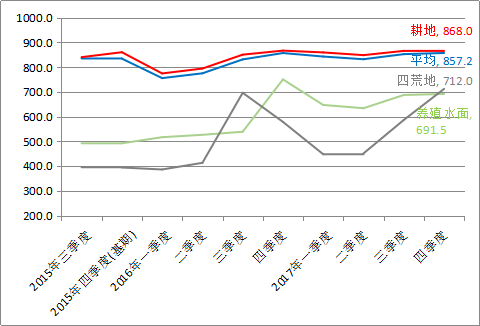 1000.0
900.0
800.0
700.0
600.0
500.0
400.0
300.0
200.0
耕地, 868.0
平均, 857.2
四荒地, 712.0
养殖水面,
691.5
2015年三季度
2015年四季度(基期)
2016年一季度
二季度
三季度
四季度
2017年一季度
二季度
三季度
四季度